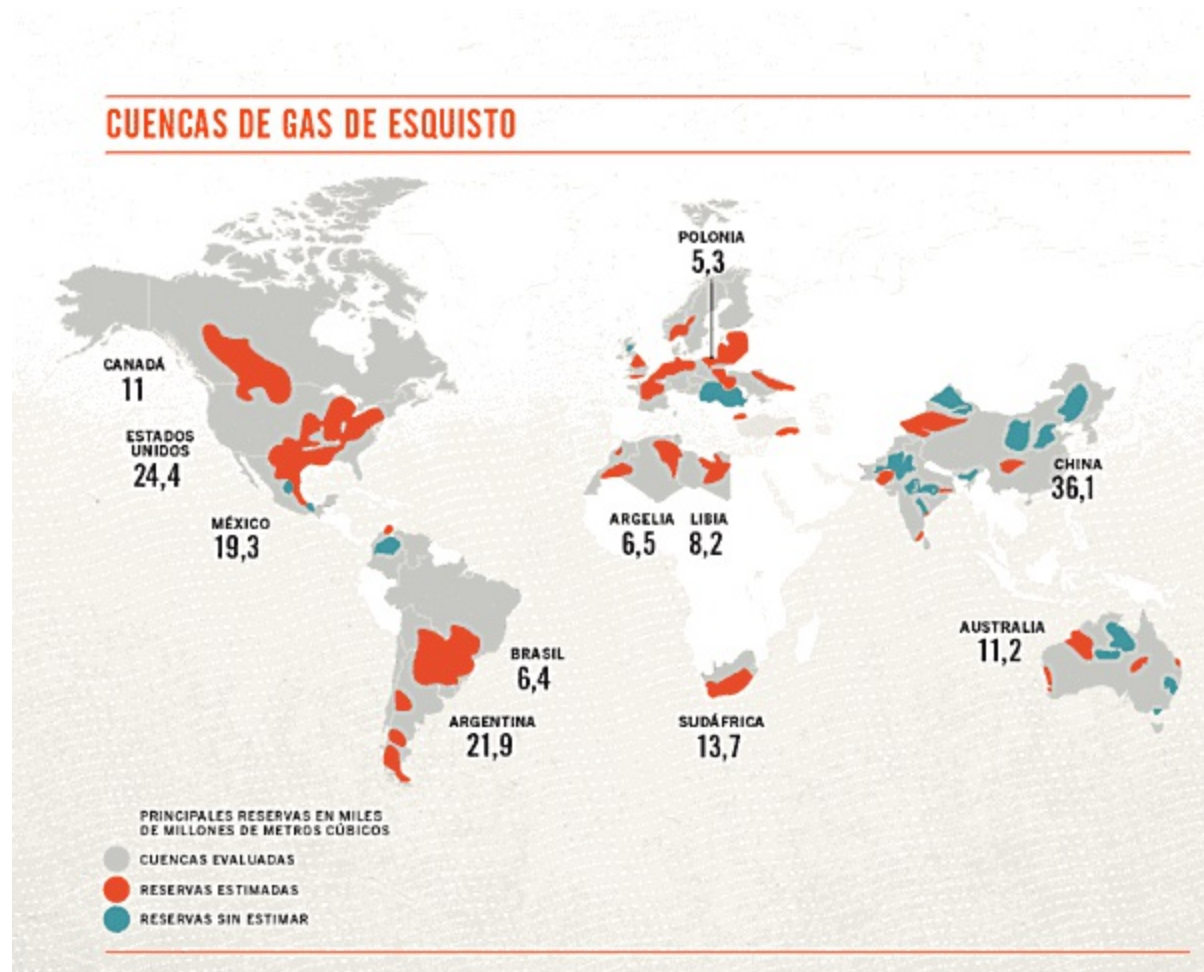 CUENCAS DE GAS DE ESQUISTO
POLONIA
5,3
CANADÁ
11
ESTADOS
UNIDOS
24,4
MÉXICO
19,3
ARGELIA
6,5
LIBIA
8,2
CHINA
36,1
BRASIL
6,4
ARGENTINA
21,9
SUDÁFRICA
13,7
AUSTRALIA
11,2
PRINCIPALES RESERVAS EN MILES
DE MILLONES DE METROS CÚBICOS
CUENCAS EVALUADAS
RESERVAS ESTIMADAS
RESERVAS SIN ESTIMAR